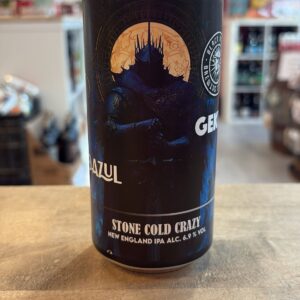 GEK
AZUL
STONE COLD CRAZY
NEW ENGLAND IPA ALC. 6.9 % VOL